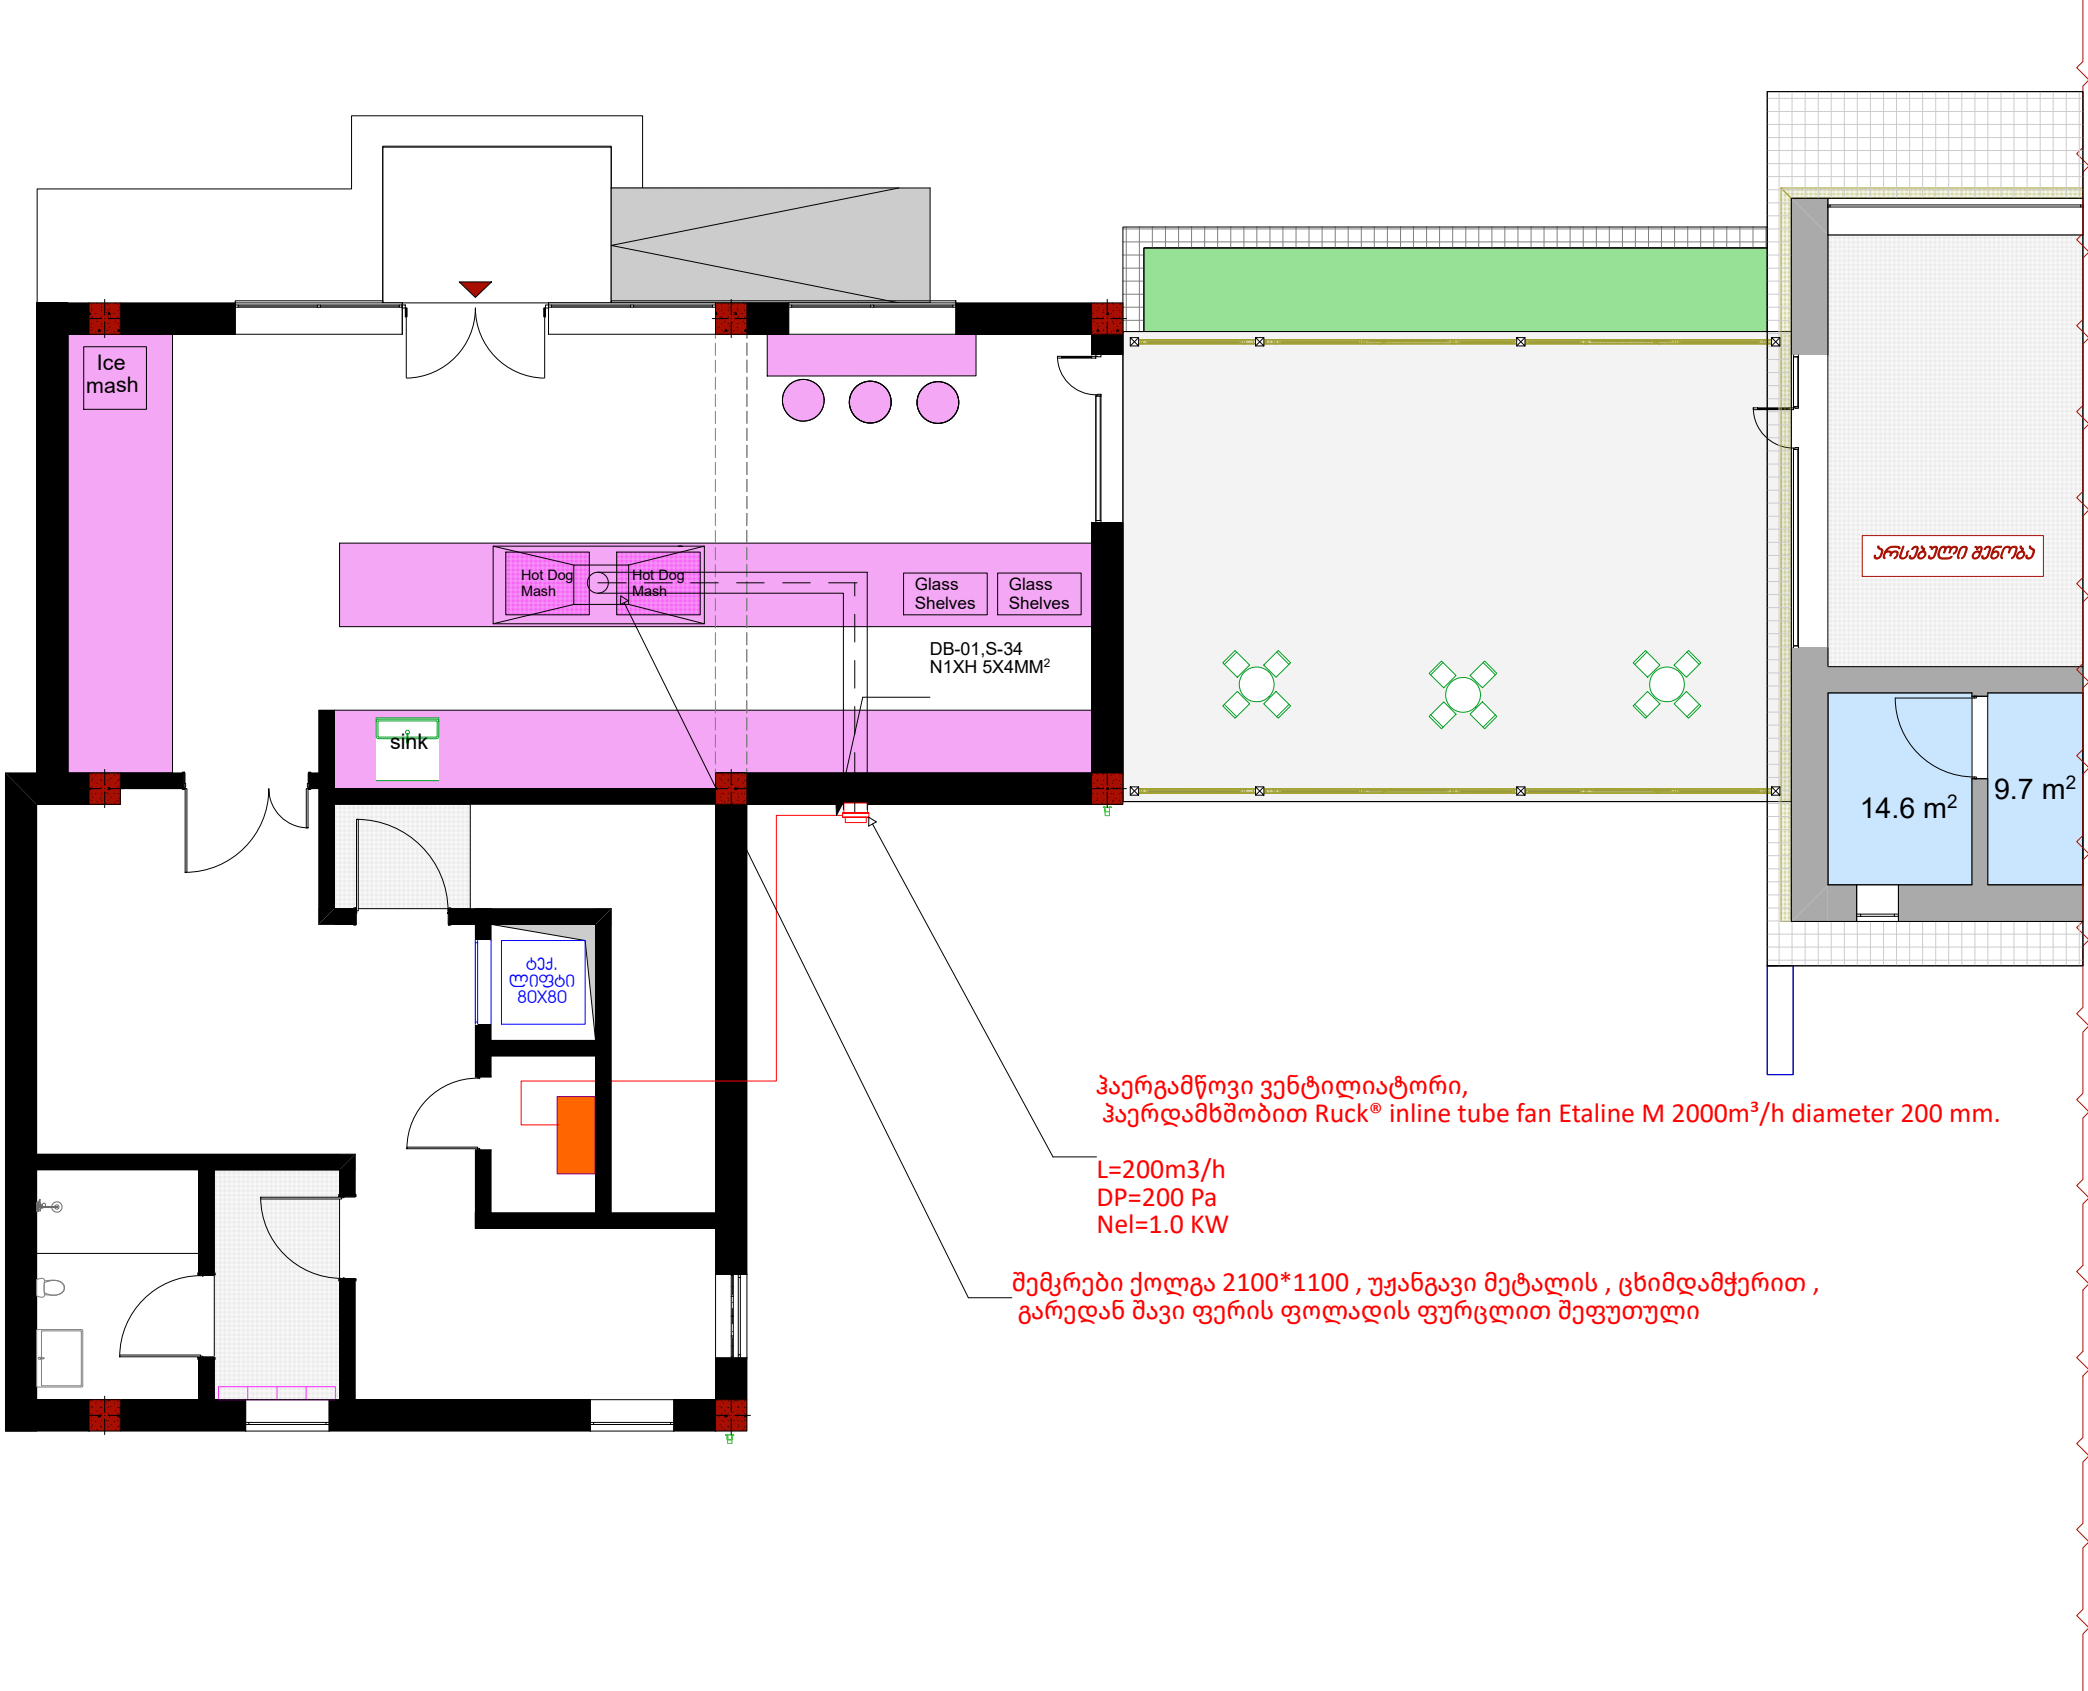 Ice
mash
Hot Dog
Mash
Hot Dog
Mash
Glass
Shelves
Glass
Shelves
არსებული შენობა
DB-01,S-34
N1XH 5X4MM²
sink
14.6 m²
9.7 m²
ტექ.
ლიფტი
80X80
ჰაერგამწოვი ვენტილიატორი,
ჰაერდამხშობით Ruck® inline tube fan Etaline M 2000m³/h diameter 200 mm.
L=200m3/h
DP=200 Pa
Nel=1.0 KW
შემკრები ქოლგა 2100*1100 , უჟანგავი მეტალის , ცხიმდამჭერით ,
გარედან შავი ფერის ფოლადის ფურცლით შეფუთული